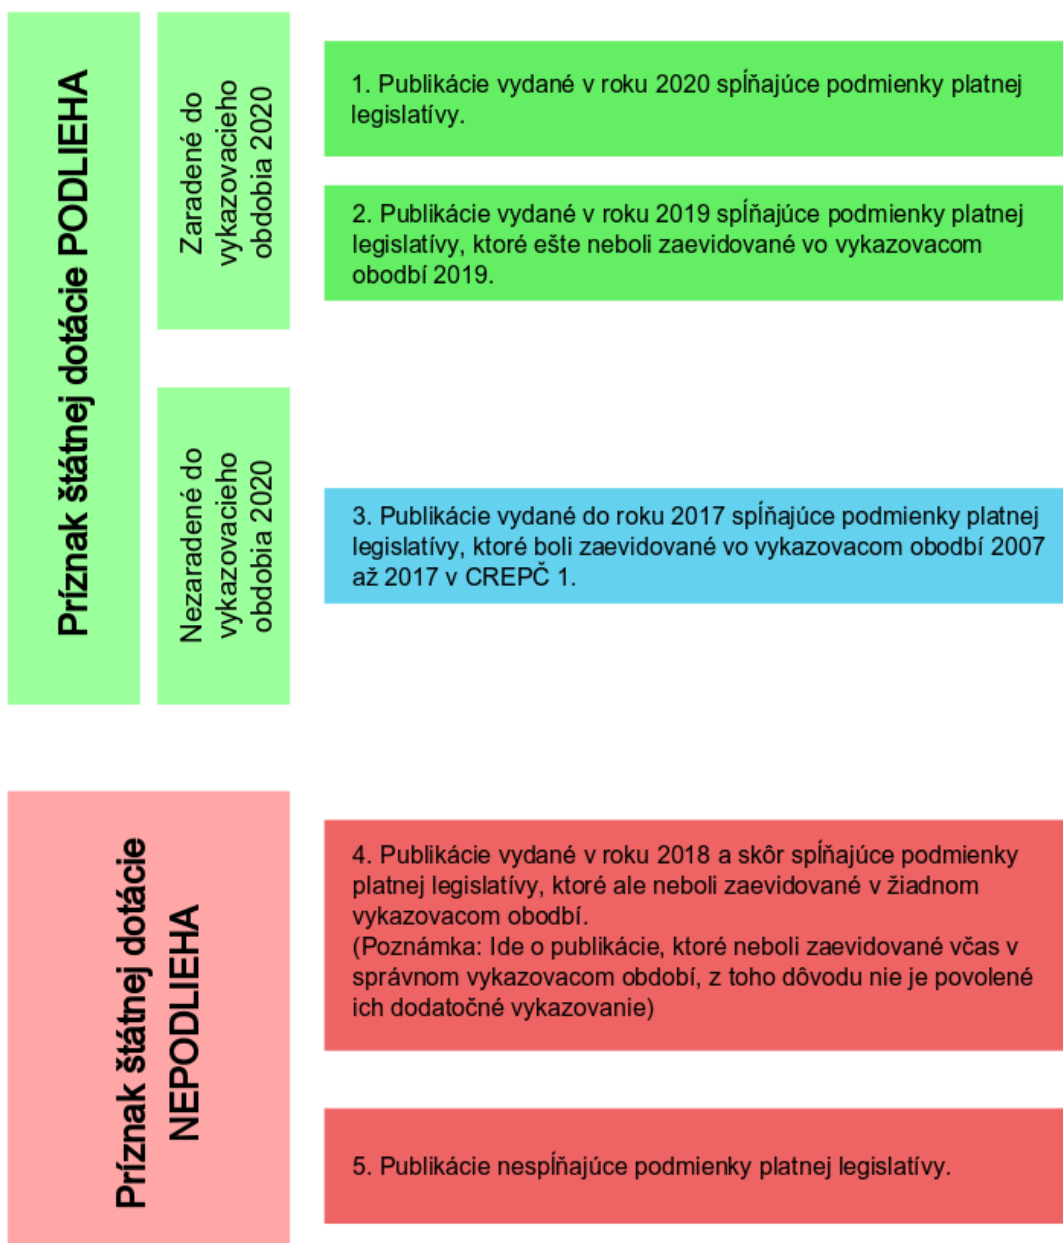 Príznak štátnej dotácie PODLIEHA
Zaradené do
vykazovacieho
obdobia 2020
1. Publikácie vydané v roku 2020 spĺňajúce podmienky platnej
legislatívy.
2. Publikácie vydané v roku 2019 spĺňajúce podmienky platnej
legislatívy, ktoré ešte neboli zaevidované vo vykazovacom
obodbí 2019.
Nezaradené do
vykazovacieho
obdobia 2020
3. Publikácie vydané do roku 2017 spĺňajúce podmienky platnej
legislatívy, ktoré boli zaevidované vo vykazovacom obodbí 2007
až 2017 v CREPČ 1.
Príznak štátnej dotácie
NEPODLIEHA
4. Publikácie vydané v roku 2018 a skôr spĺňajúce podmienky
platnej legislatívy, ktoré ale neboli zaevidované v žiadnom
vykazovacom obodbí.
(Poznámka: Ide o publikácie, ktoré neboli zaevidované včas v
správnom vykazovacom období, z toho dôvodu nie je povolené
ich dodatočné vykazovanie)
5. Publikácie nespĺňajúce podmienky platnej legislatívy.